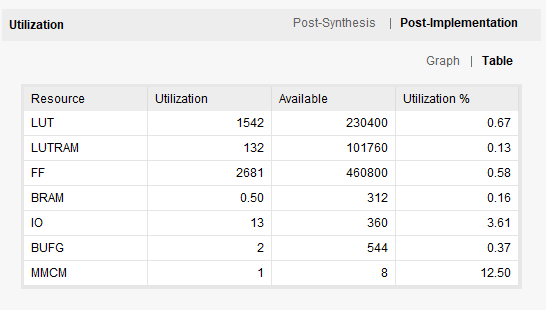 Utilization Post-Synthesis | Post-Implementation
Graph | Table
Resource Utilization Available Utilization %
LUT 1542 230400 0.67
LUTRAM 132 101760 0.13
FF 2681 460800 0.58
BRAM 0.50 312 0.16
IO 13 360 3.61
BUFG 2 544 0.37
MMCM 1 8 12.50